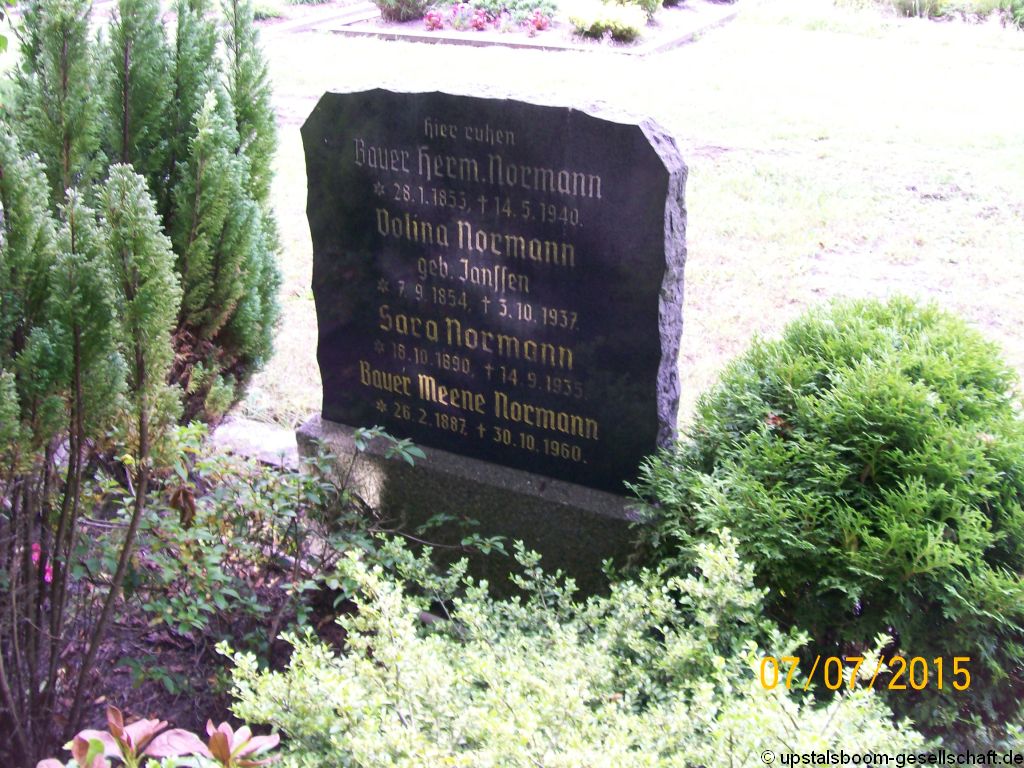 hier ruhen
Bauer Herm. Normann
* 28.1.1853, † 14.5.1940.
Volina Normann
geb. Janssen
* 7.9.1854, † 3.10.1937.
Sara Normann
* 18.10.1890, † 14.9.1935.
Bauer Meene Normann
* 26.2.1887, † 30.10.1960.
07/07/2015
© upstalsboom-gesellschaft.de